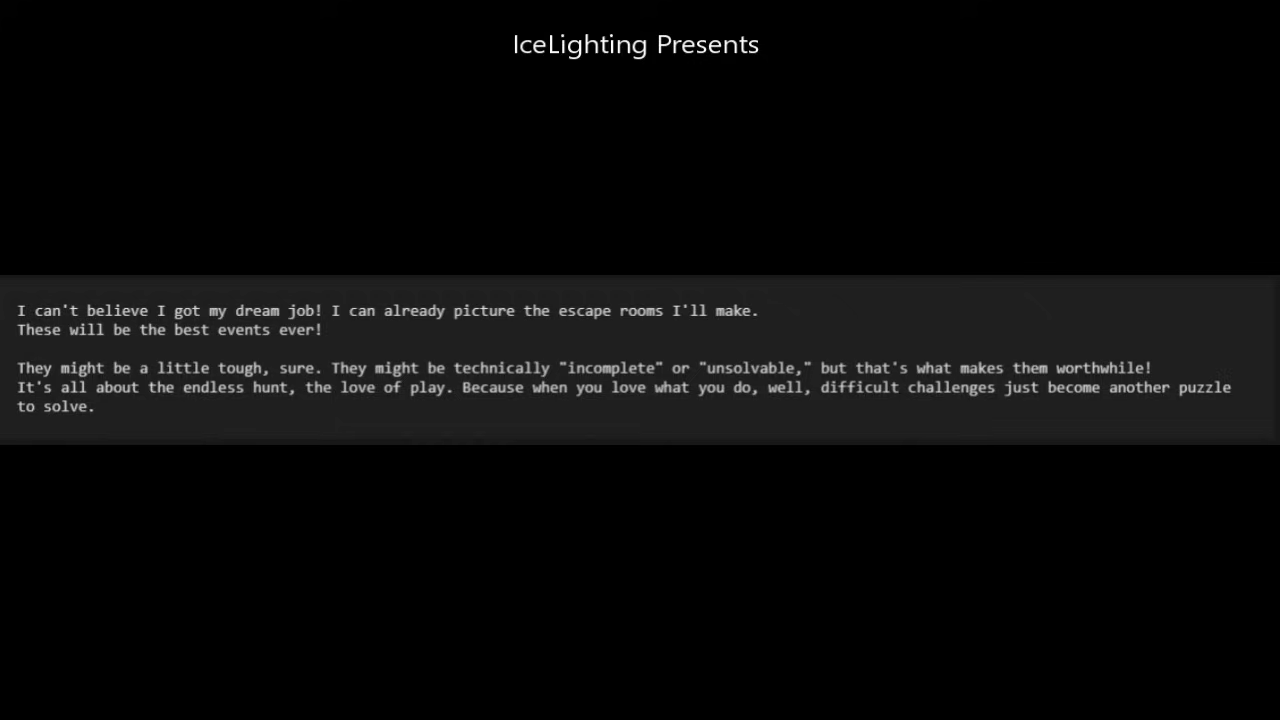 IceLighting Presents
I can't believe I got my dream job! I can already picture the escape rooms I'll make.
These will be the best events ever!
They might be a little tough, sure. They might be technically "incomplete" or "unsolvable," but that's what makes them worthwhile!
It's all about the endless hunt, the love of play. Because when you love what you do, well, difficult challenges just become another puzzle
to solve.